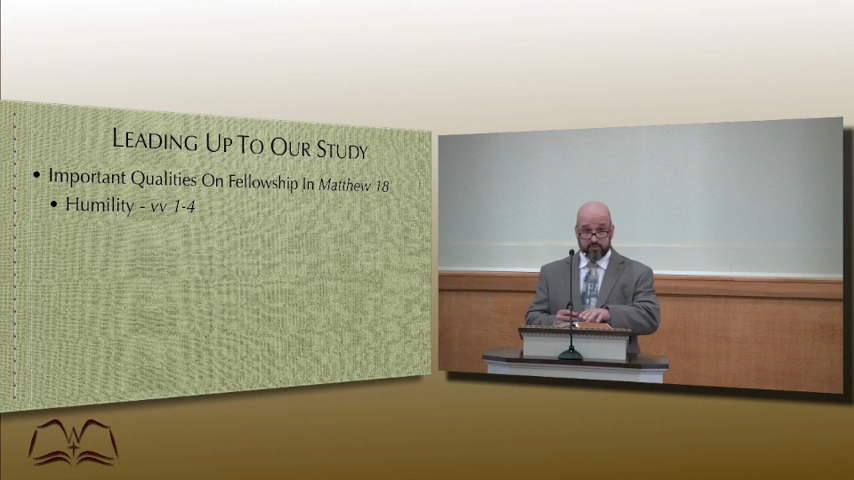 LEADING UP TO OUR STUDY
• Important Qualities On Fellowship In Matthew 18
• Humility - vv 1-4